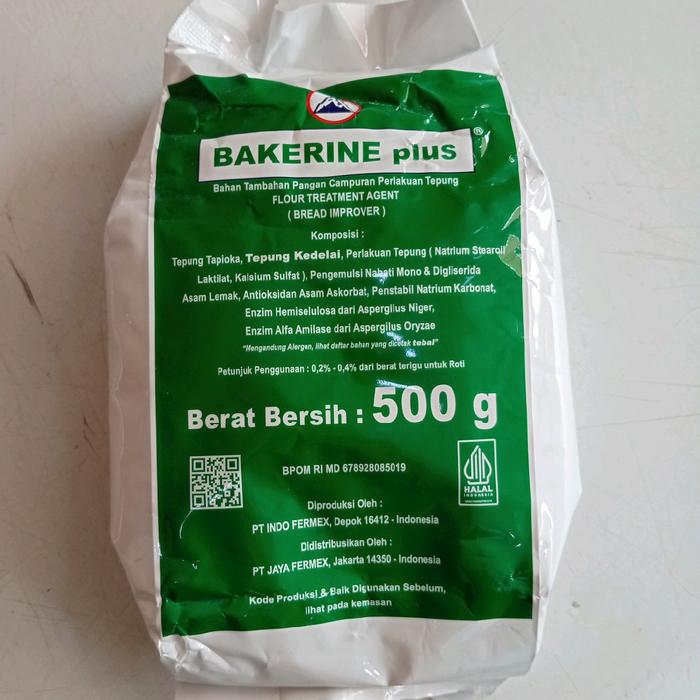 BAKERINE plus ®
Bahan Tambahan Pangan Campuran Perlakuan Tepung
FLOUR TREATMENT AGENT
( BREAD IMPROVER )
Komposisi :
Tepung Tapioka, Tepung Kedelai, Perlakuan Tepung ( Natrium Stearoil
Laktilat, Kalsium Sulfat ), Pengemulsi Nabati Mono & Digliserida
Asam Lemak, Antioksidan Asam Askorbat, Penstabil Natrium Karbonat,
Enzim Hemiselulosa dari Aspergilus Niger,
Enzim Alfa Amilase dari Aspergilus Oryzae
"Mengandung Alergen, lihat daftar bahan yang dicetak tebal"
Petunjuk Penggunaan : 0,2% - 0,4% dari berat terigu untuk Roti
Berat Bersih : 500 g
BPOM RI MD 678928085019
HALAL
INDONESIA
Diproduksi Oleh :
PT INDO FERMEX, Depok 16412 - Indonesia
Didistribusikan Oleh :
PT JAYA FERMEX, Jakarta 14350 - Indonesia
Kode Produksi & Baik Digunakan Sebelum,
lihat pada kemasan